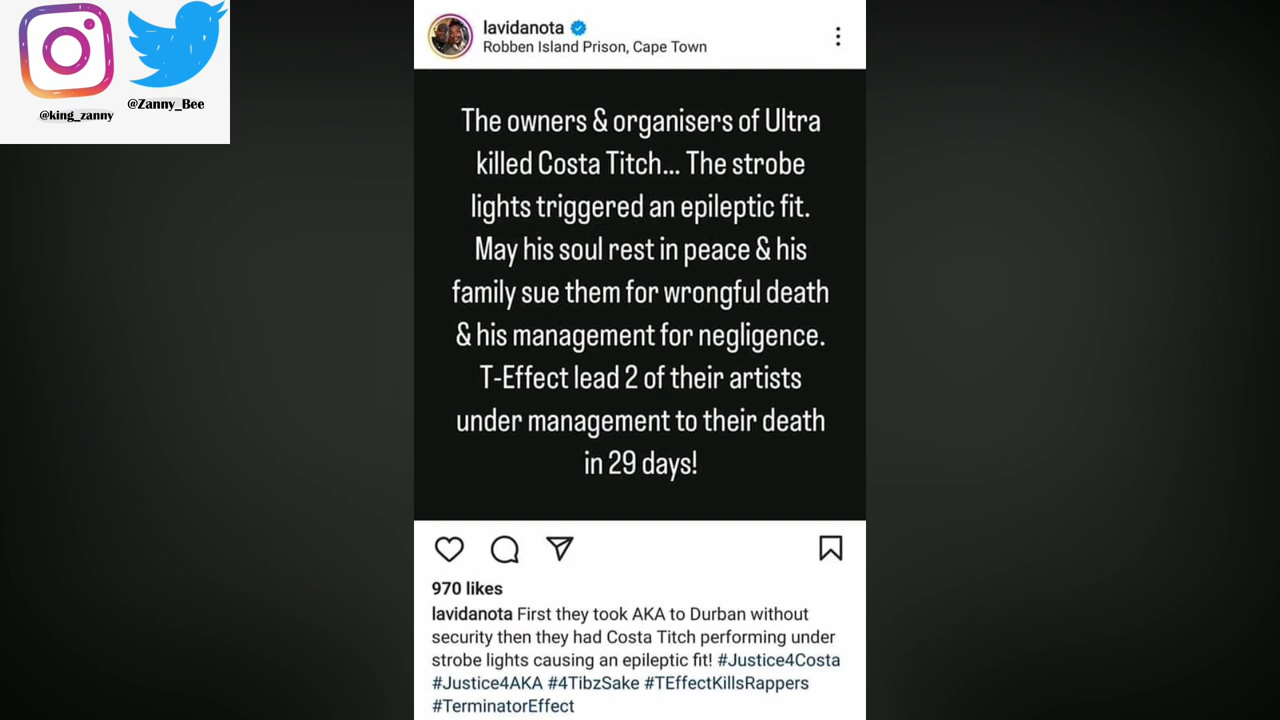 @king_zanny
@Zanny_Bee
lavidanota
Robben Island Prison, Cape Town
The owners & organisers of Ultra
killed Costa Titch... The strobe
lights triggered an epileptic fit.
May his soul rest in peace & his
family sue them for wrongful death
& his management for negligence.
T-Effect lead 2 of their artists
under management to their death
in 29 days!
970 likes
lavidanota First they took AKA to Durban without
security then they had Costa Titch performing under
strobe lights causing an epileptic fit! #Justice4Costa
#Justice4AKA #4TibzSake #TEffectKillsRappers
#TerminatorEffect